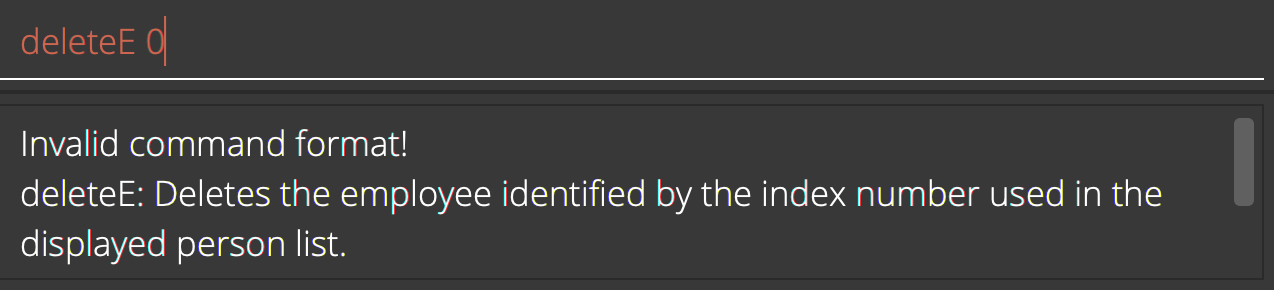 deleteE 0
Invalid command format!
deleteE: Deletes the employee identified by the index number used in the
displayed person list.